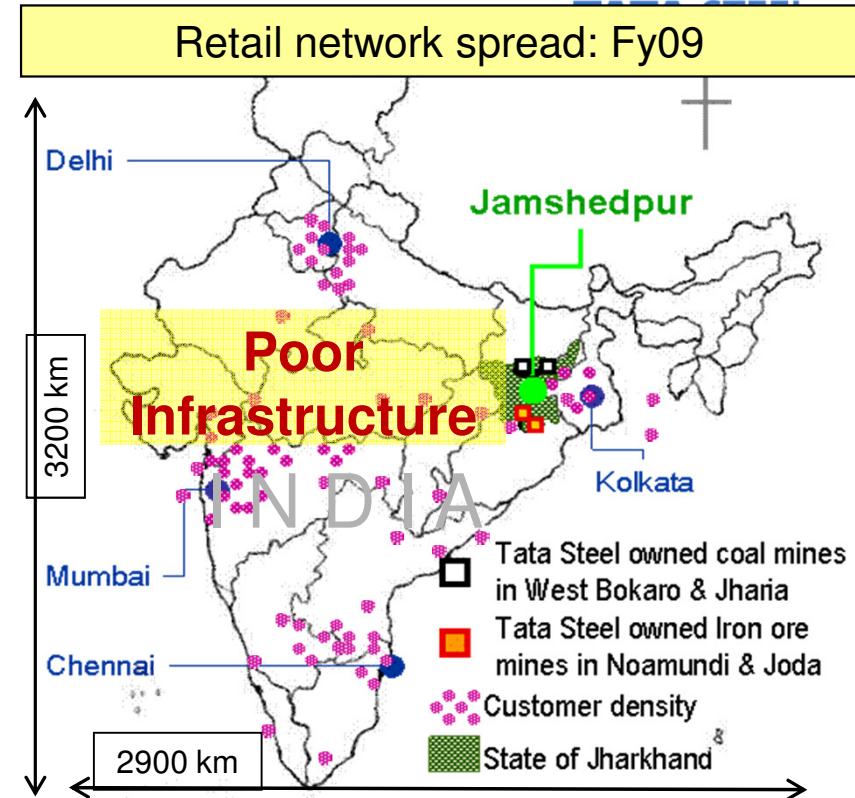 Retail network spread: Fy09
Delhi
Jamshedpur
Poor
Infrastructure
3200 km
INDIA
Kolkata
Mumbai
Tata Steel owned coal mines
in West Bokaro & Jharia
Tata Steel owned Iron ore
mines in Noamundi & Joda
Chennai
Customer density
2900 km
State of Jharkhand
&